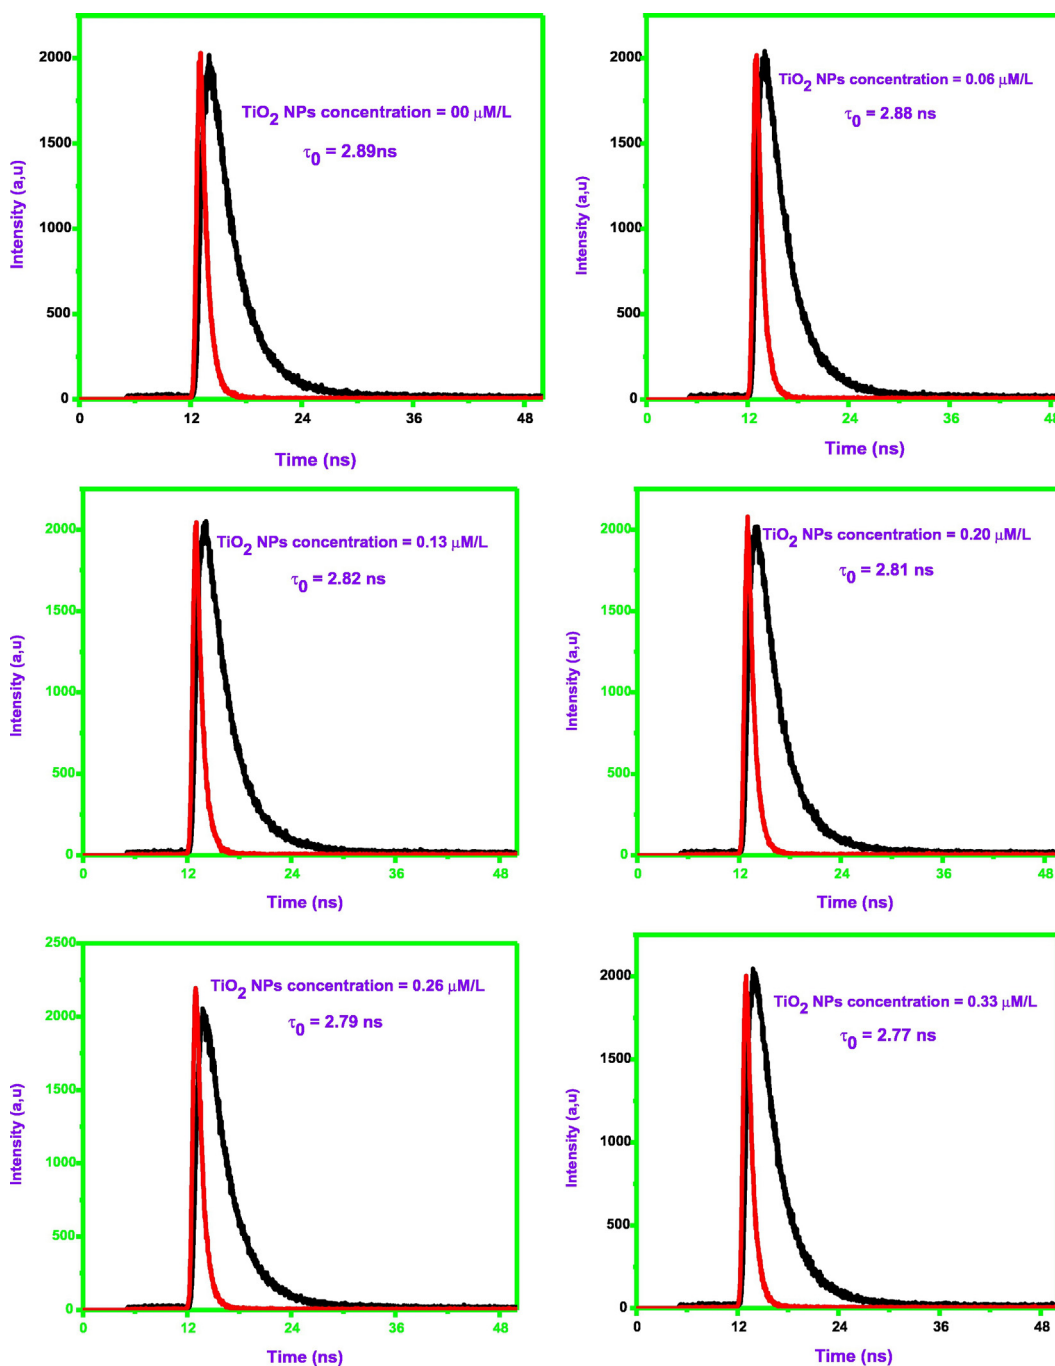 2000
1500
1000
500
0
Intensity (a,u)
TiO2 NPs concentration = 00 μM/L
τ0 = 2.89ns
0 12 24 36 48
Time (ns)
2000
1500
1000
500
0
Intensity (a,u)
TiO2 NPs concentration = 0.06 μM/L
τ0 = 2.88 ns
0 12 24 36 48
Time (ns)
2000
1500
1000
500
0
Intensity (a,u)
TiO2 NPs concentration = 0.13 μM/L
τ0 = 2.82 ns
0 12 24 36 48
Time (ns)
2000
1500
1000
500
0
Intensity (a,u)
TiO2 NPs concentration = 0.20 μM/L
τ0 = 2.81 ns
0 12 24 36 48
Time (ns)
2500
2000
1500
1000
500
0
Intensity (a,u)
TiO2 NPs concentration = 0.26 μM/L
τ0 = 2.79 ns
0 12 24 36 48
Time (ns)
2000
1500
1000
500
0
Intensity (a,u)
TiO2 NPs concentration = 0.33 μM/L
τ0 = 2.77 ns
0 12 24 36 48
Time (ns)